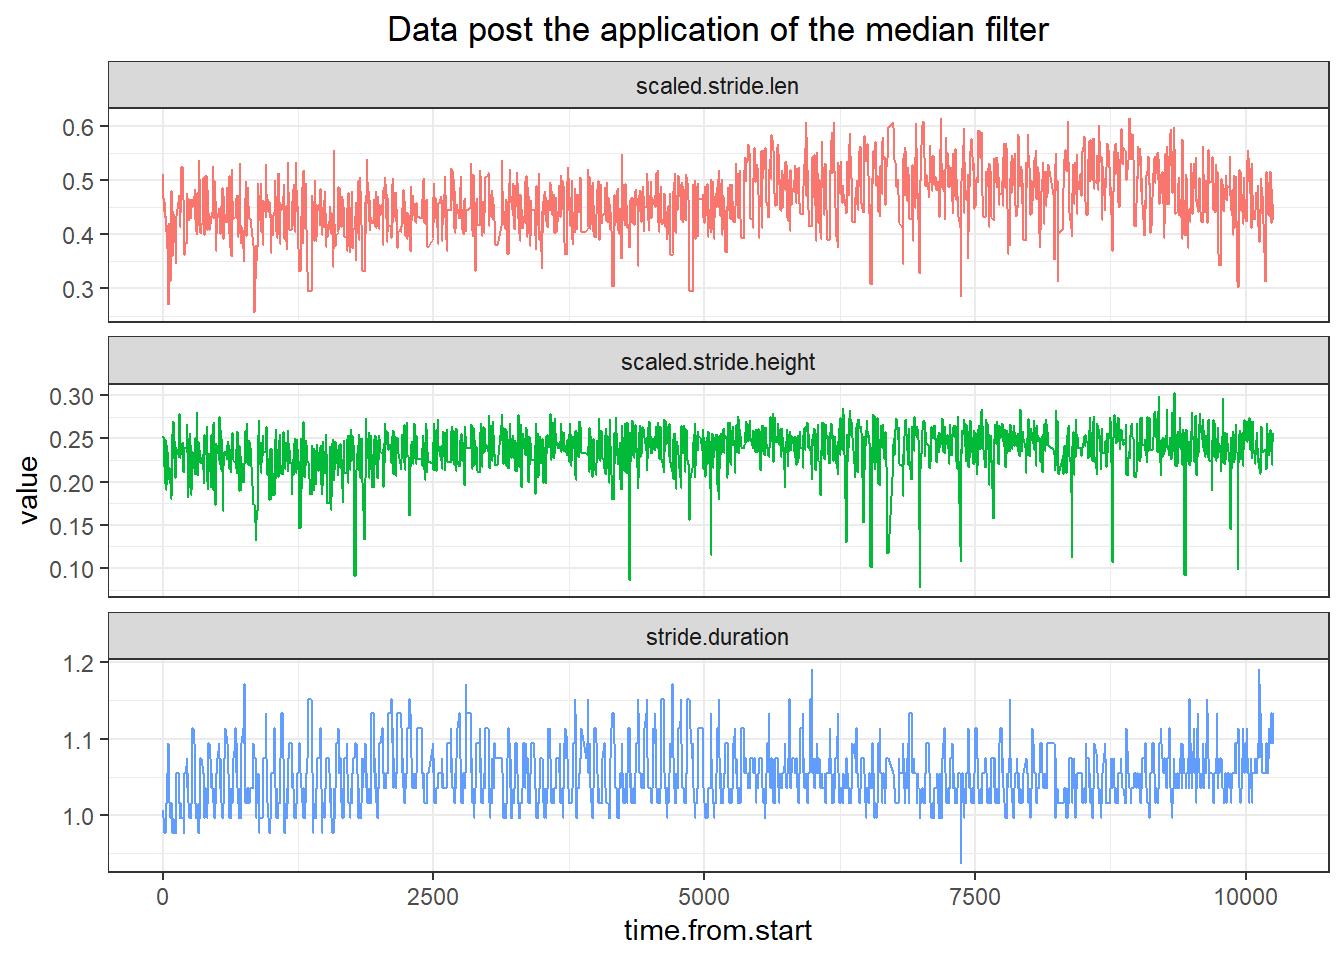 Data post the application of the median filter
scaled.stride.len
0.6
0.5
0.4
0.3
scaled.stride.height
0.30
0.25
0.20
0.15
0.10
value
stride.duration
1.2
1.1
1.0
0 2500 5000 7500 10000
time.from.start